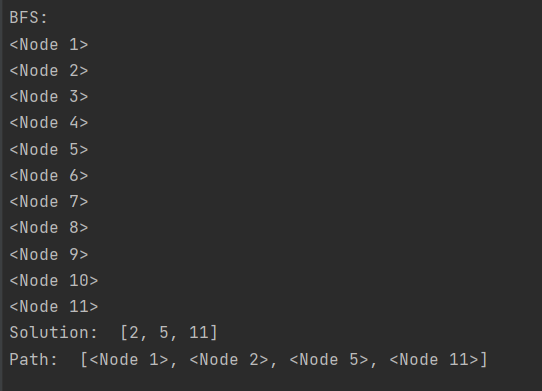 BFS:
<Node 1>
<Node 2>
<Node 3>
<Node 4>
<Node 5>
<Node 6>
<Node 7>
<Node 8>
<Node 9>
<Node 10>
<Node 11>
Solution:  [2, 5, 11]
Path:  [<Node 1>, <Node 2>, <Node 5>, <Node 11>]